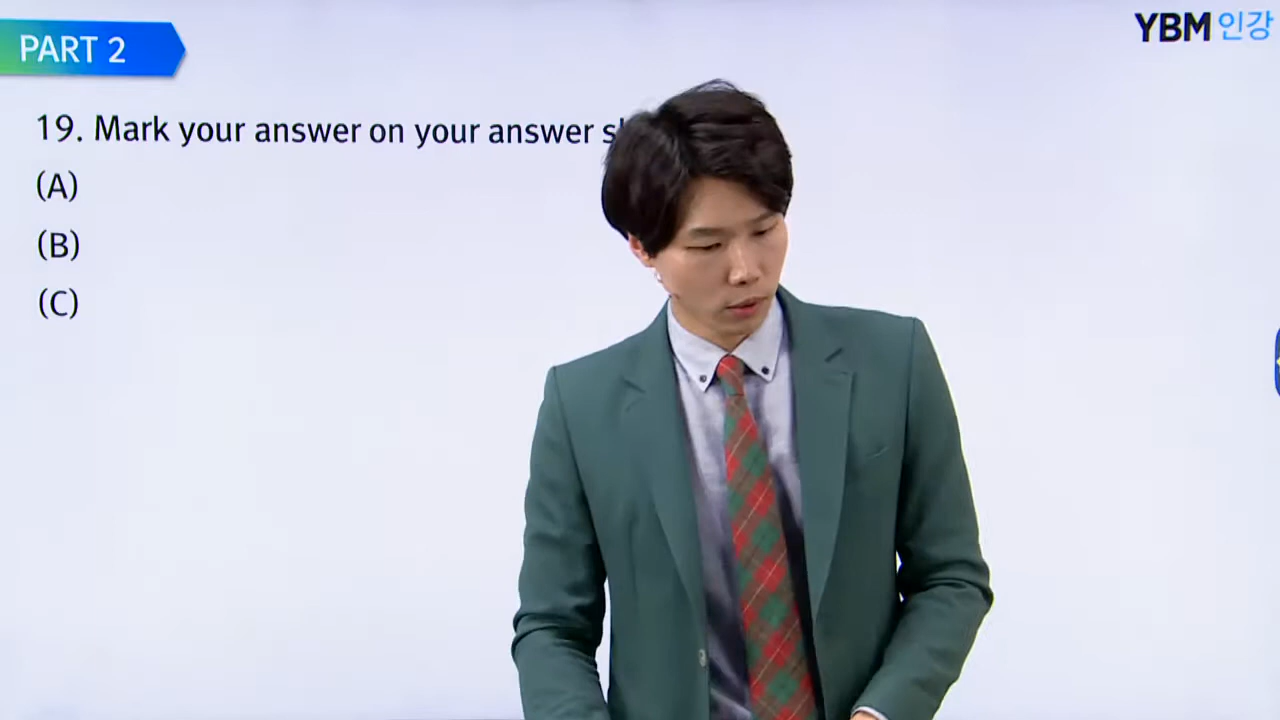 PART 2
YBM 인강
19. Mark your answer on your answer
(A)
(B)
(C)